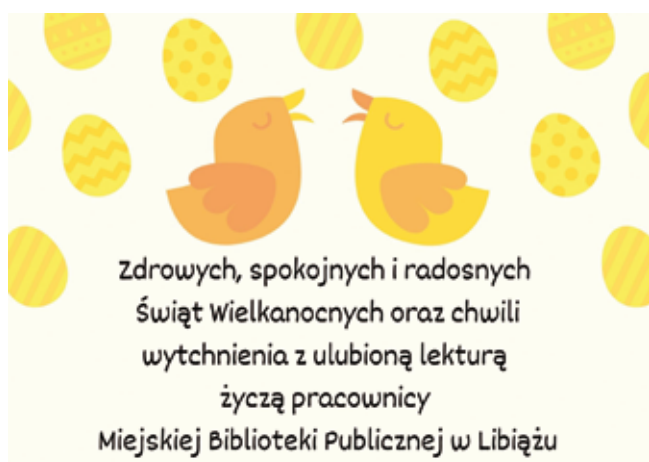 Zdrowych, spokojnych i radosnych
Świąt Wielkanocnych oraz chwili
wytchnienia z ulubioną lekturą
życzą pracownicy
Miejskiej Biblioteki Publicznej w Libiążu